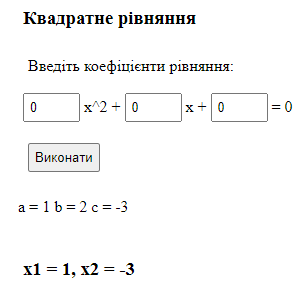 Квадратне рівняння
Введіть коефіцієнти рівняння:
0 x^2 + 0 x + 0 = 0
Виконати
a = 1 b = 2 c = -3
x1 = 1, x2 = -3